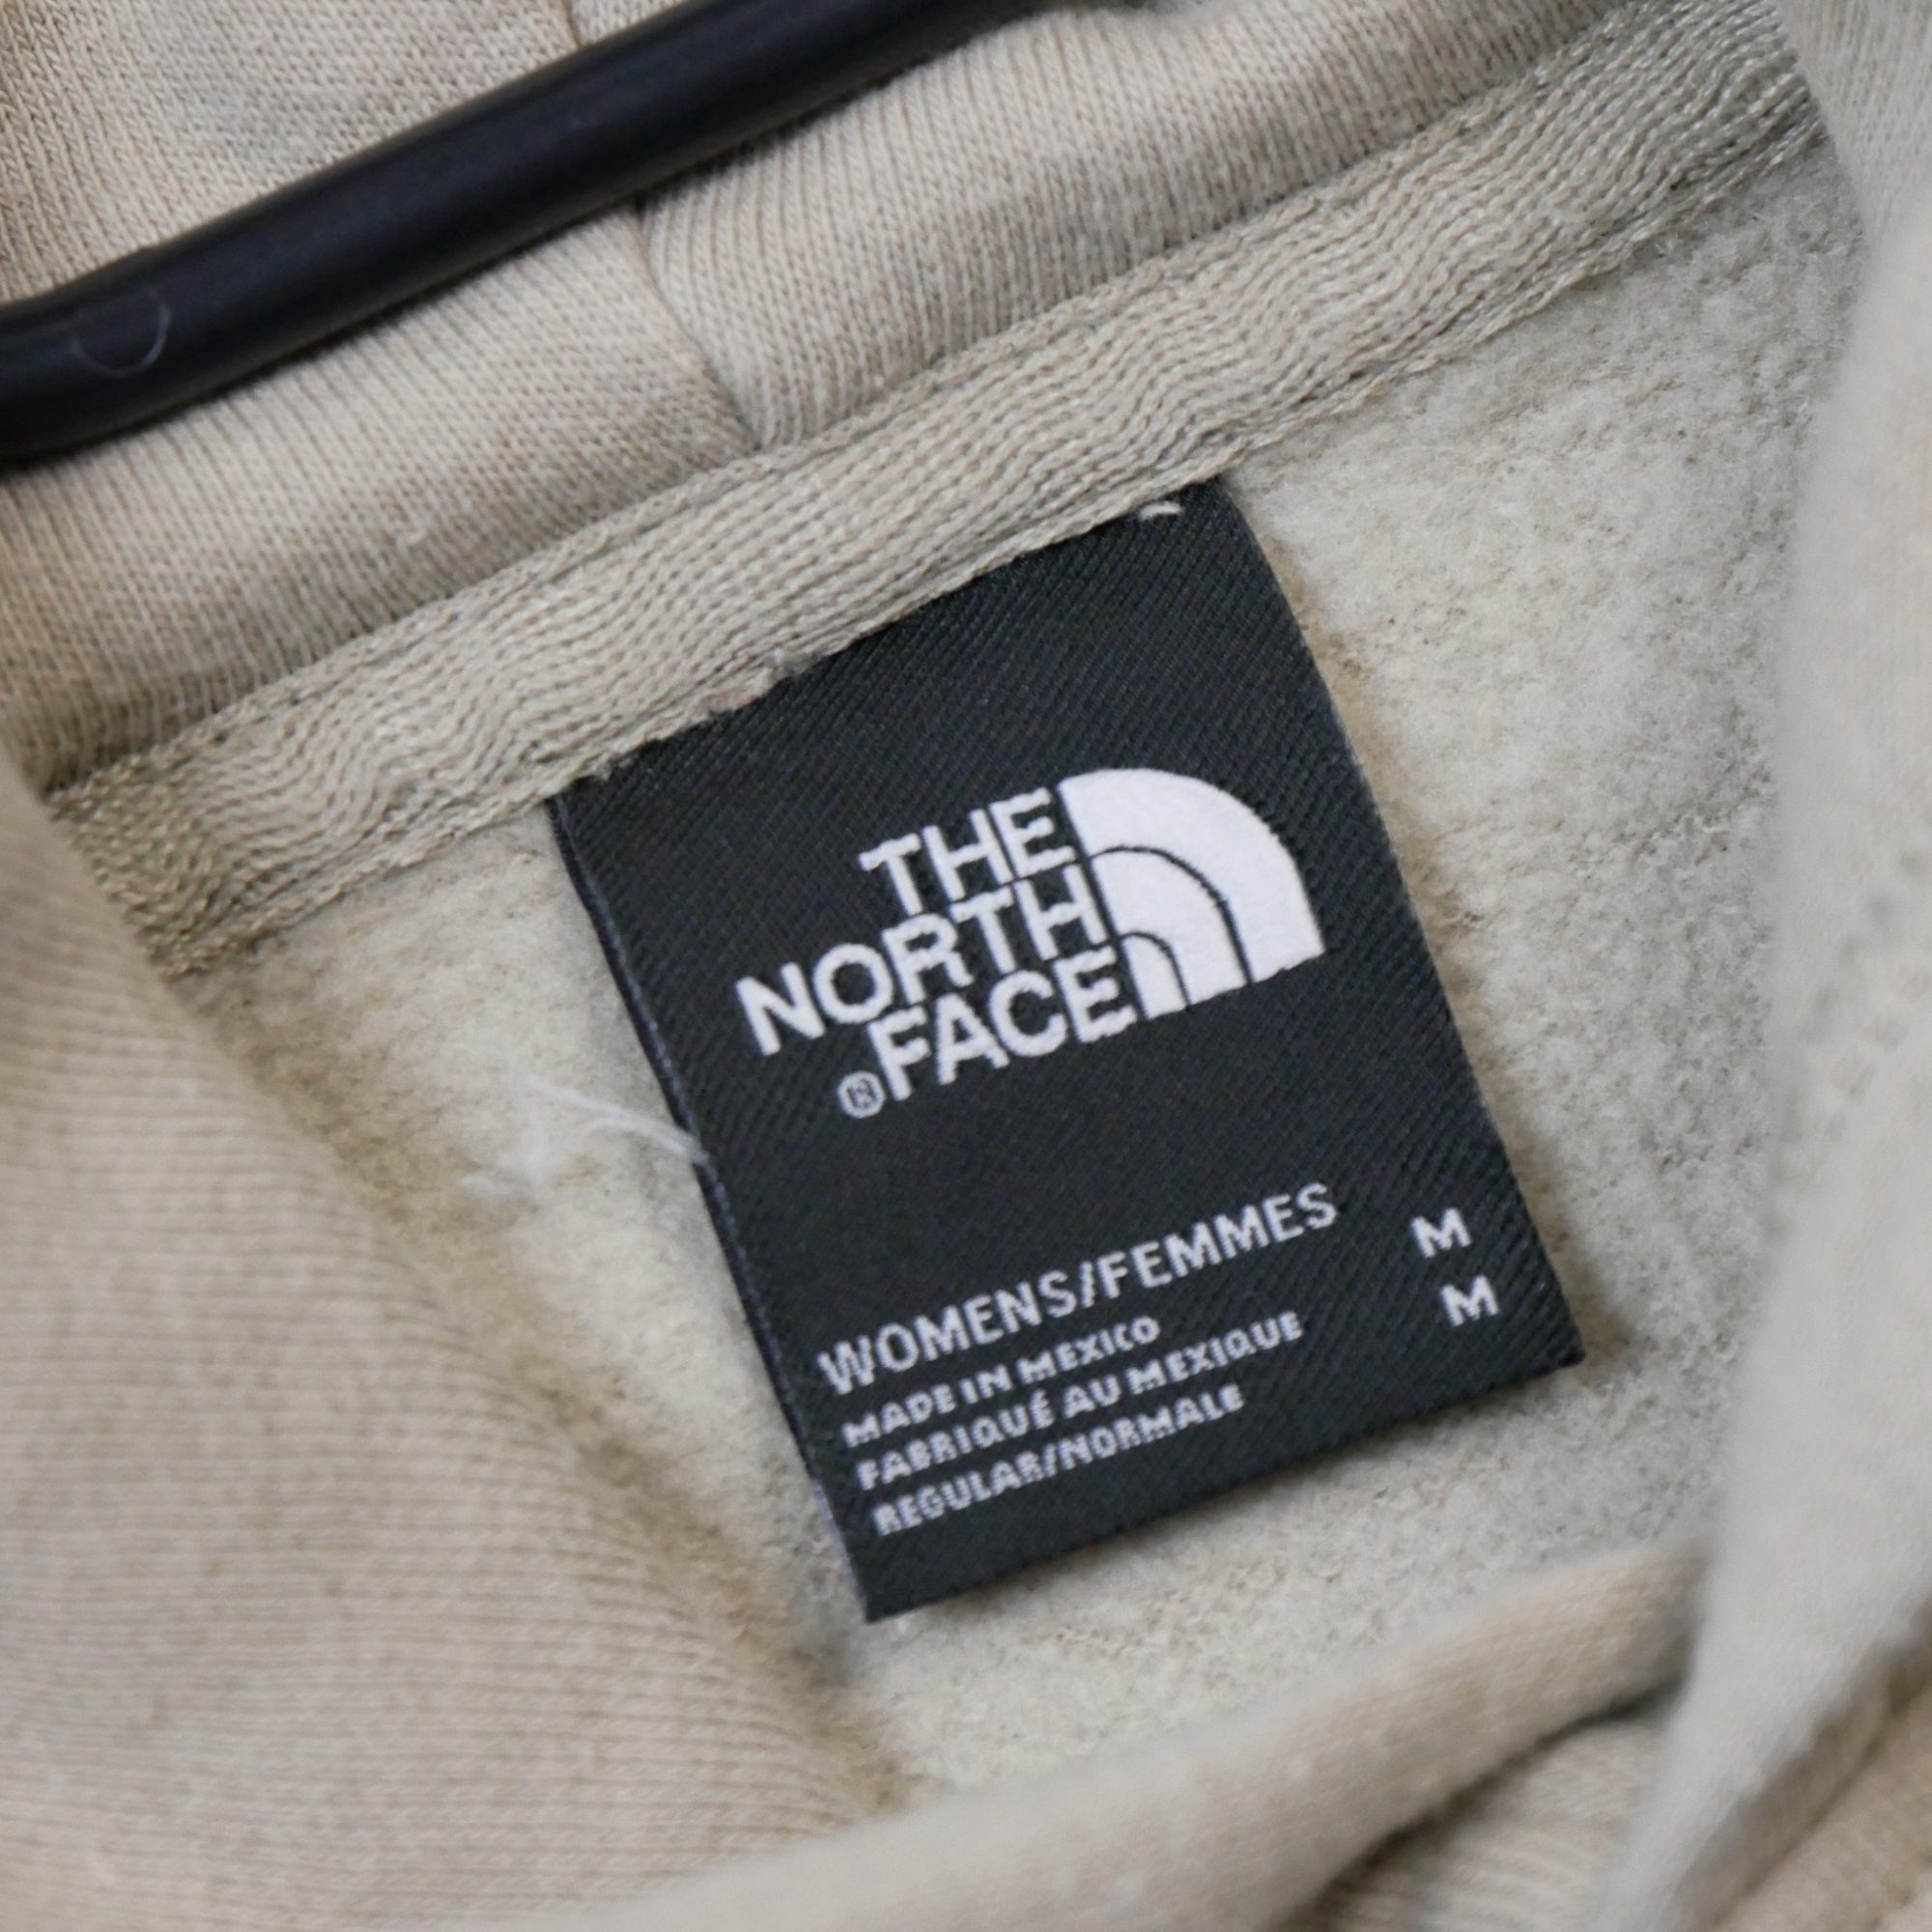 THE
NORTH
FACE
®
WOMENS/FEMMES M
MADE IN MEXICO M
FABRIQUÉ AU MEXIQUE
REGULAR/NORMALE